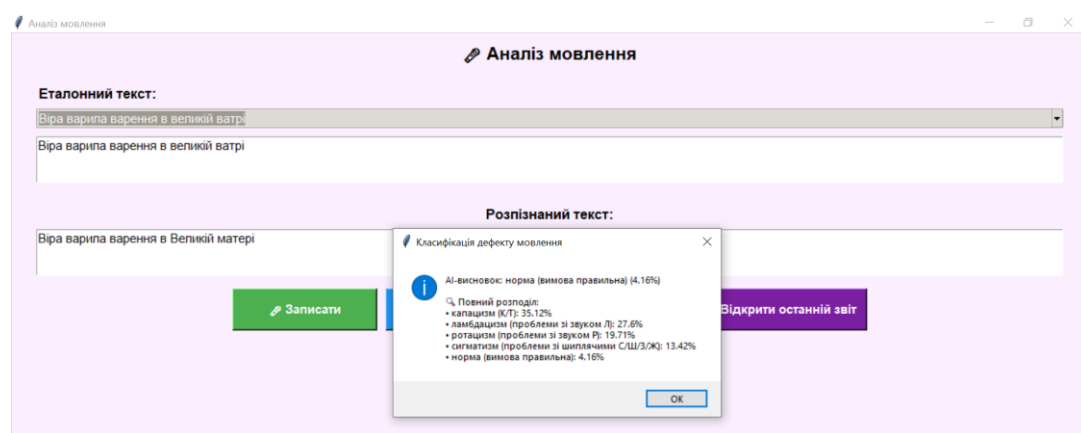 Аналіз мовлення
Аналіз мовлення
Еталонний текст:
Віра варила варення в великій ватрі
Віра варила варення в великій ватрі
Розпізнаний текст:
Віра варила варення в Великій матері
Класифікація дефекту мовлення
AI-висновок: норма (вимова правильна) (4.16%)
Повний розподіл:
• капацизм (К/Т): 35.12%
• ламбдацизм (проблеми зі звуком Л): 27.6%
• ротацизм (проблеми зі звуком Р): 19.71%
• сигматизм (проблеми зі шиплячими С/Ш/З/Ж): 13.42%
• норма (вимова правильна): 4.16%
OK
Записати
Відкрити останній звіт